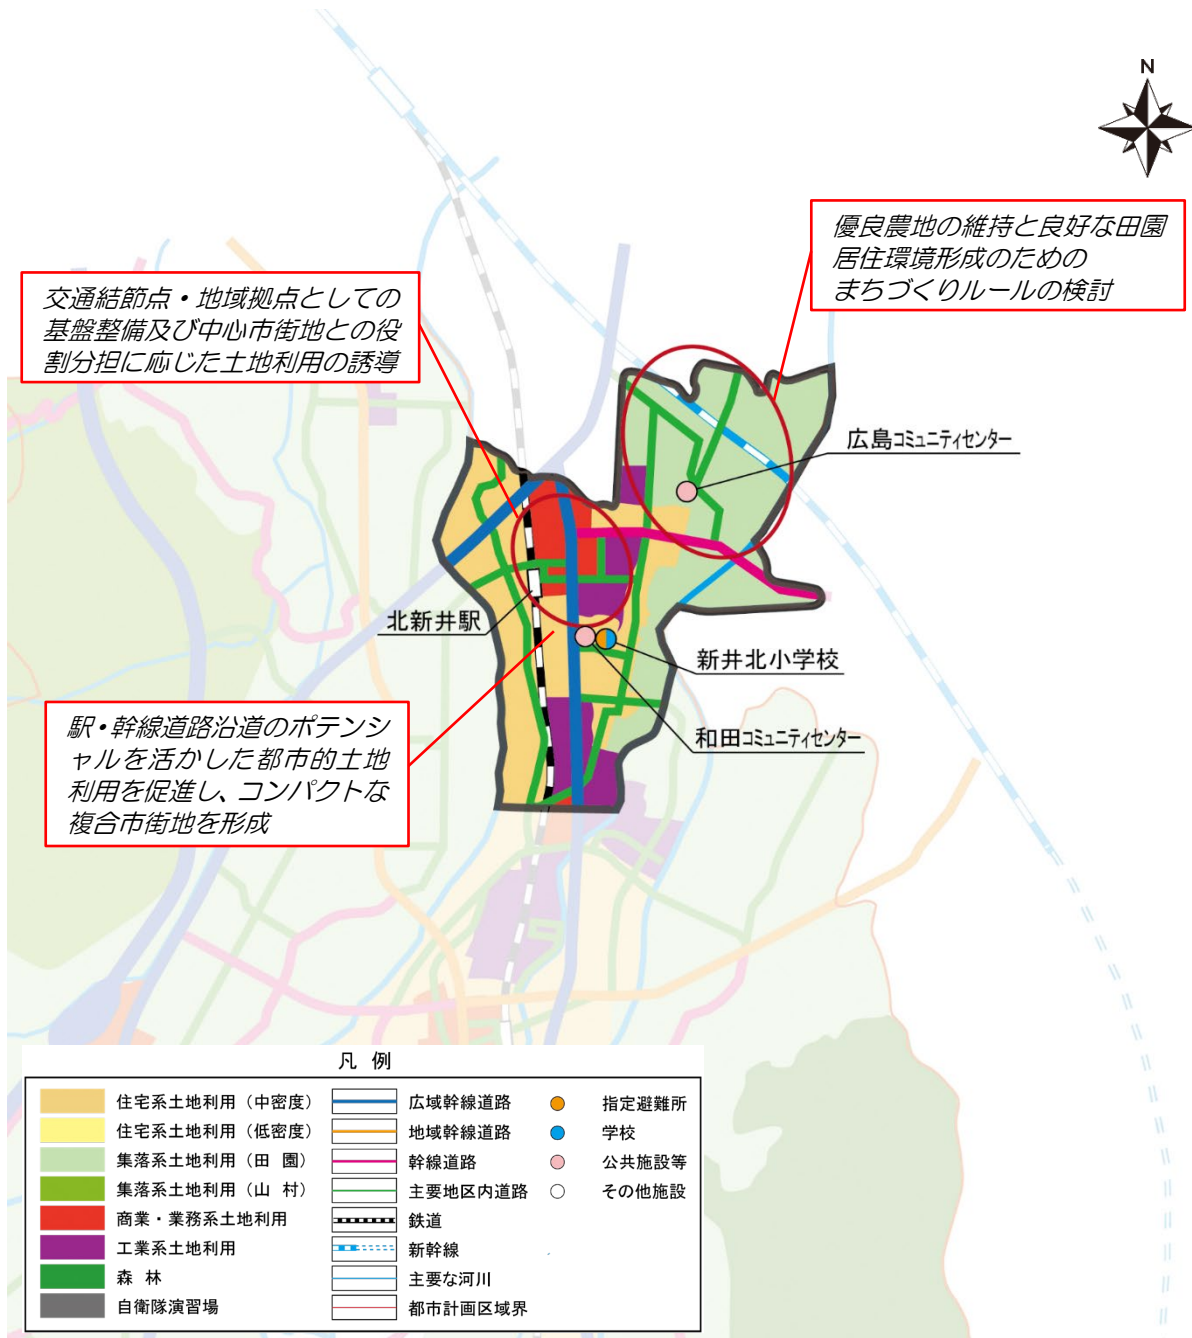 N
優良農地の維持と良好な田園
居住環境形成のための
まちづくりルールの検討
交通結節点・地域拠点としての
基盤整備及び中心市街地との役
割分担に応じた土地利用の誘導
広島コミュニティセンター
北新井駅
新井北小学校
和田コミュニティセンター
駅・幹線道路沿道のポテンシ
ャルを活かした都市的土地
利用を促進し、コンパクトな
複合市街地を形成
凡 例
住宅系土地利用（中密度）
住宅系土地利用（低密度）
集落系土地利用（田 園）
集落系土地利用（山 村）
商業・業務系土地利用
工業系土地利用
森 林
自衛隊演習場
広域幹線道路
地域幹線道路
幹線道路
主要地区内道路
鉄道
新幹線
主要な河川
都市計画区域界
指定避難所
学校
公共施設等
その他施設